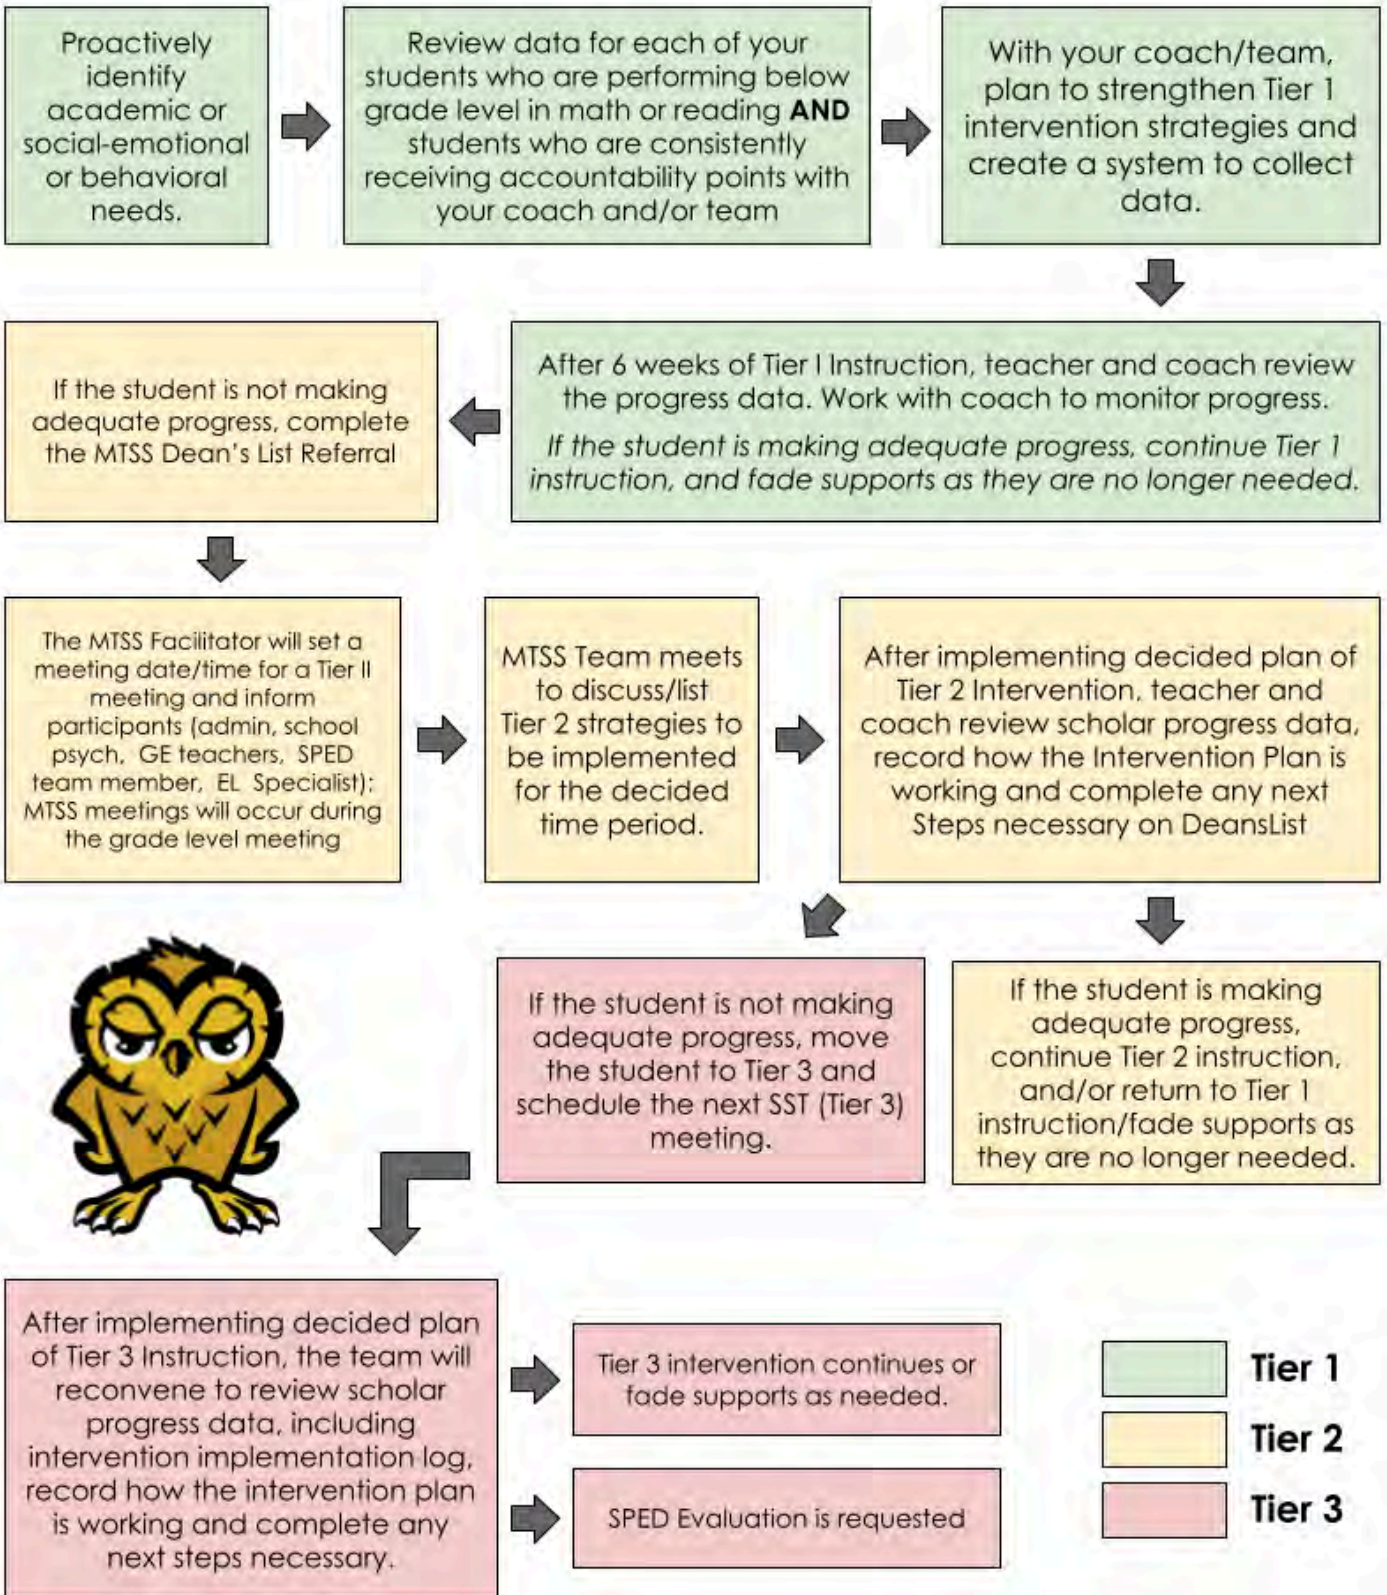 Proactively
identify
academic or
social-emotional
or behavioral
needs.
Review data for each of your
students who are performing below
grade level in math or reading AND
students who are consistently
receiving accountability points with
your coach and/or team
With your coach/team,
plan to strengthen Tier 1
intervention strategies and
create a system to collect
data.
After 6 weeks of Tier I Instruction, teacher and coach review
the progress data. Work with coach to monitor progress.
If the student is making adequate progress, continue Tier 1
instruction, and fade supports as they are no longer needed.
If the student is not making
adequate progress, complete
the MTSS Dean's List Referral
The MTSS Facilitator will set a
meeting date/time for a Tier II
meeting and inform
participants (admin, school
psych, GE teachers, SPED
team member, EL Specialist):
MTSS meetings will occur during
the grade level meeting
MTSS Team meets
to discuss/list
Tier 2 strategies to
be implemented
for the decided
time period.
After implementing decided plan of
Tier 2 Intervention, teacher and
coach review scholar progress data,
record how the Intervention Plan is
working and complete any next
Steps necessary on DeansList
If the student is not making
adequate progress, move
the student to Tier 3 and
schedule the next SST (Tier 3)
meeting.
If the student is making
adequate progress,
continue Tier 2 instruction,
and/or return to Tier 1
instruction/fade supports as
they are no longer needed.
After implementing decided plan
of Tier 3 Instruction, the team will
reconvene to review scholar
progress data, including
intervention implementation log,
record how the intervention plan
is working and complete any
next steps necessary.
Tier 3 intervention continues or
fade supports as needed.
SPED Evaluation is requested
Tier 1
Tier 2
Tier 3